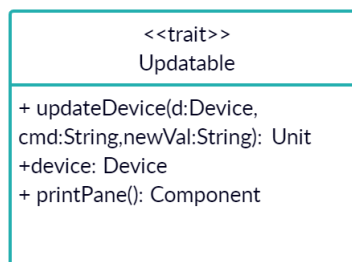 <<trait>>
Updatable
+ updateDevice(d:Device,
cmd:String,newVal:String): Unit
+device: Device
+ printPane(): Component